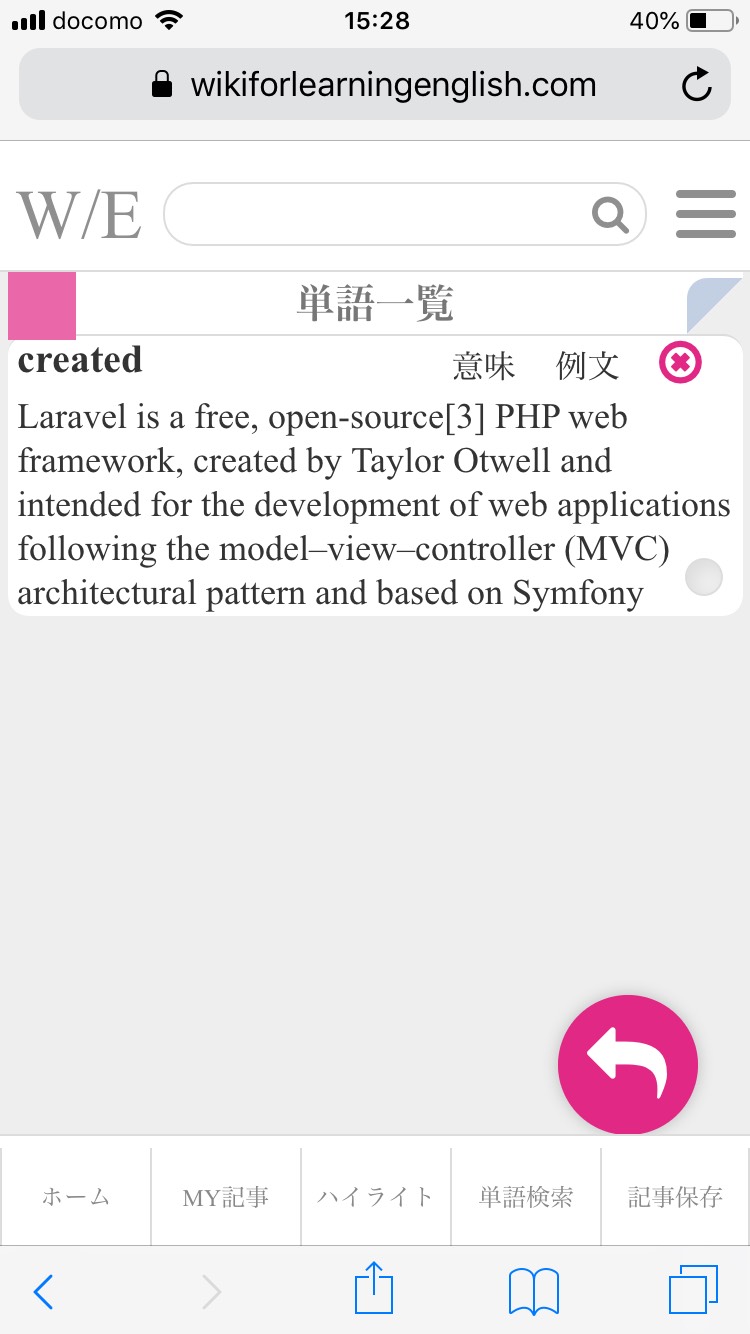 docomo 15:28 40%
wikiforlearningenglish.com
W/E
単語一覧
created 意味 例文
Laravel is a free, open-source[3] PHP web
framework, created by Taylor Otwell and
intended for the development of web applications
following the model–view–controller (MVC)
architectural pattern and based on Symfony
ホーム MY記事 ハイライト 単語検索 記事保存